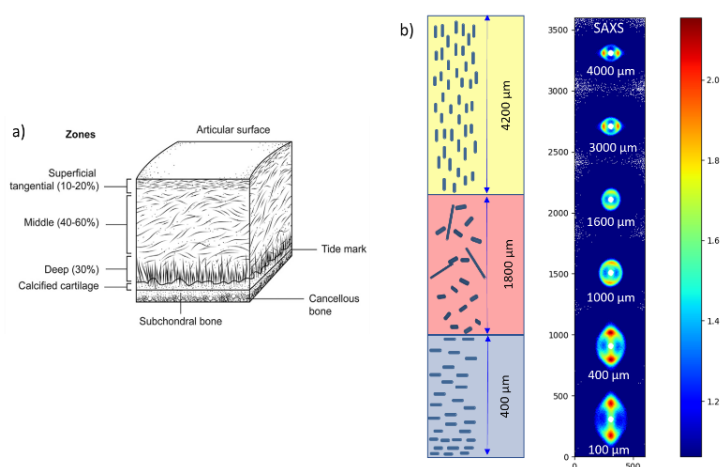 a)
Zones
Articular surface
Superficial
tangential (10-20%)
Middle (40-60%)
Deep (30%)
Calcified cartilage
Subchondral bone
Tide mark
Cancellous
bone
b)
4200 µm
1800 µm
400 µm
SAXS
4000 µm
3000 µm
1600 µm
1000 µm
400 µm
100 µm
3500
3000
2500
2000
1500
1000
500
0
0
500
2.0
1.8
1.6
1.4
1.2